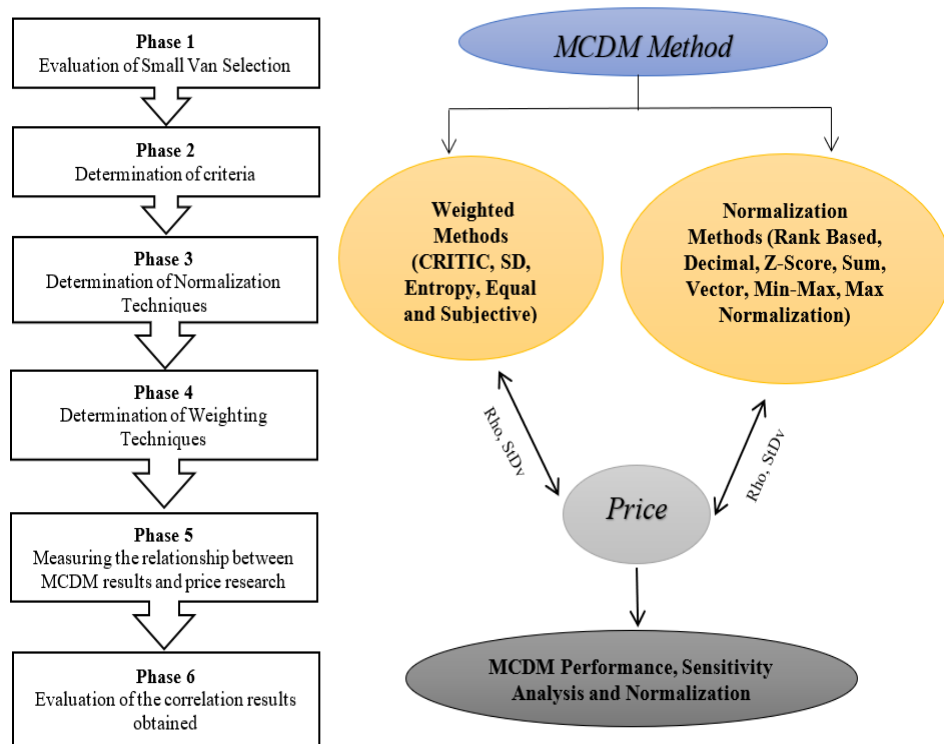 Phase 1
Evaluation of Small Van Selection
Phase 2
Determination of criteria
Phase 3
Determination of Normalization
Techniques
Phase 4
Determination of Weighting
Techniques
Phase 5
Measuring the relationship between
MCDM results and price research
Phase 6
Evaluation of the correlation results
obtained
MCDM Method
Weighted
Methods
(CRITIC, SD,
Entropy, Equal
and Subjective)
Normalization
Methods (Rank Based,
Decimal, Z-Score, Sum,
Vector, Min-Max, Max
Normalization)
Rho, StDv
Rho, StDv
Price
MCDM Performance, Sensitivity
Analysis and Normalization